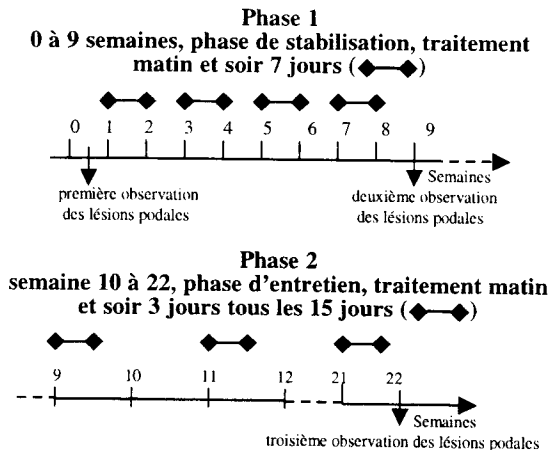 Phase 1
0 à 9 semaines, phase de stabilisation, traitement
matin et soir 7 jours ( )
0 1 2 3 4 5 6 7 8 9
Semaines
première observation deuxième observation
des lésions podales des lésions podales
Phase 2
semaine 10 à 22, phase d'entretien, traitement matin
et soir 3 jours tous les 15 jours ( )
9 10 11 12 21 22
Semaines
troisième observation des lésions podales